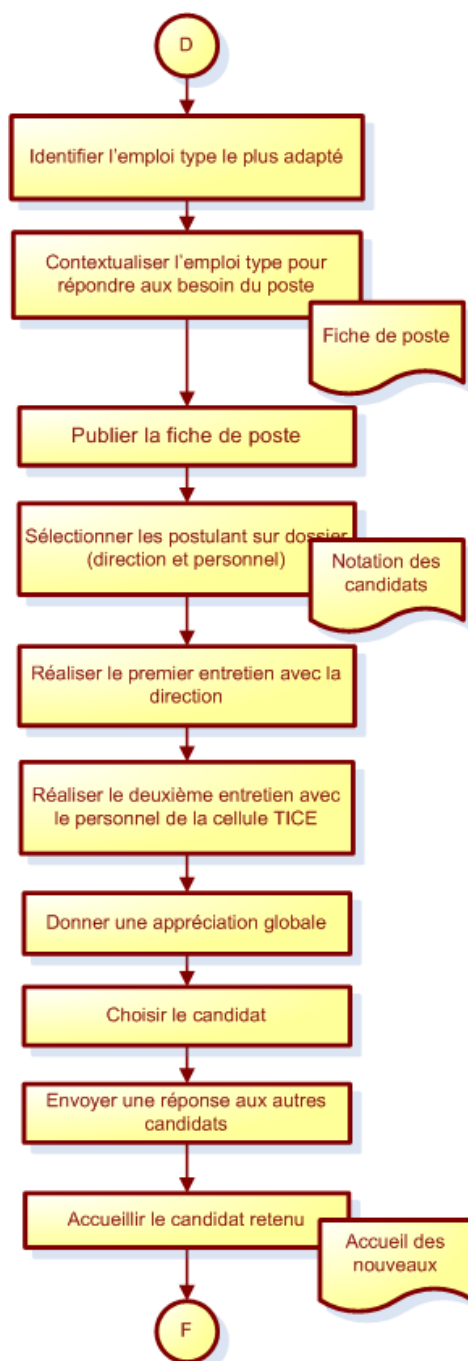 D
Identifier l'emploi type le plus adapté
Contextualiser l'emploi type pour
répondre aux besoin du poste
Fiche de poste
Publier la fiche de poste
Sélectionner les postulant sur dossier
(direction et personnel)
Notation des
candidats
Réaliser le premier entretien avec la
direction
Réaliser le deuxième entretien avec
le personnel de la cellule TICE
Donner une appréciation globale
Choisir le candidat
Envoyer une réponse aux autres
candidats
Accueillir le candidat retenu
Accueil des
nouveaux
F